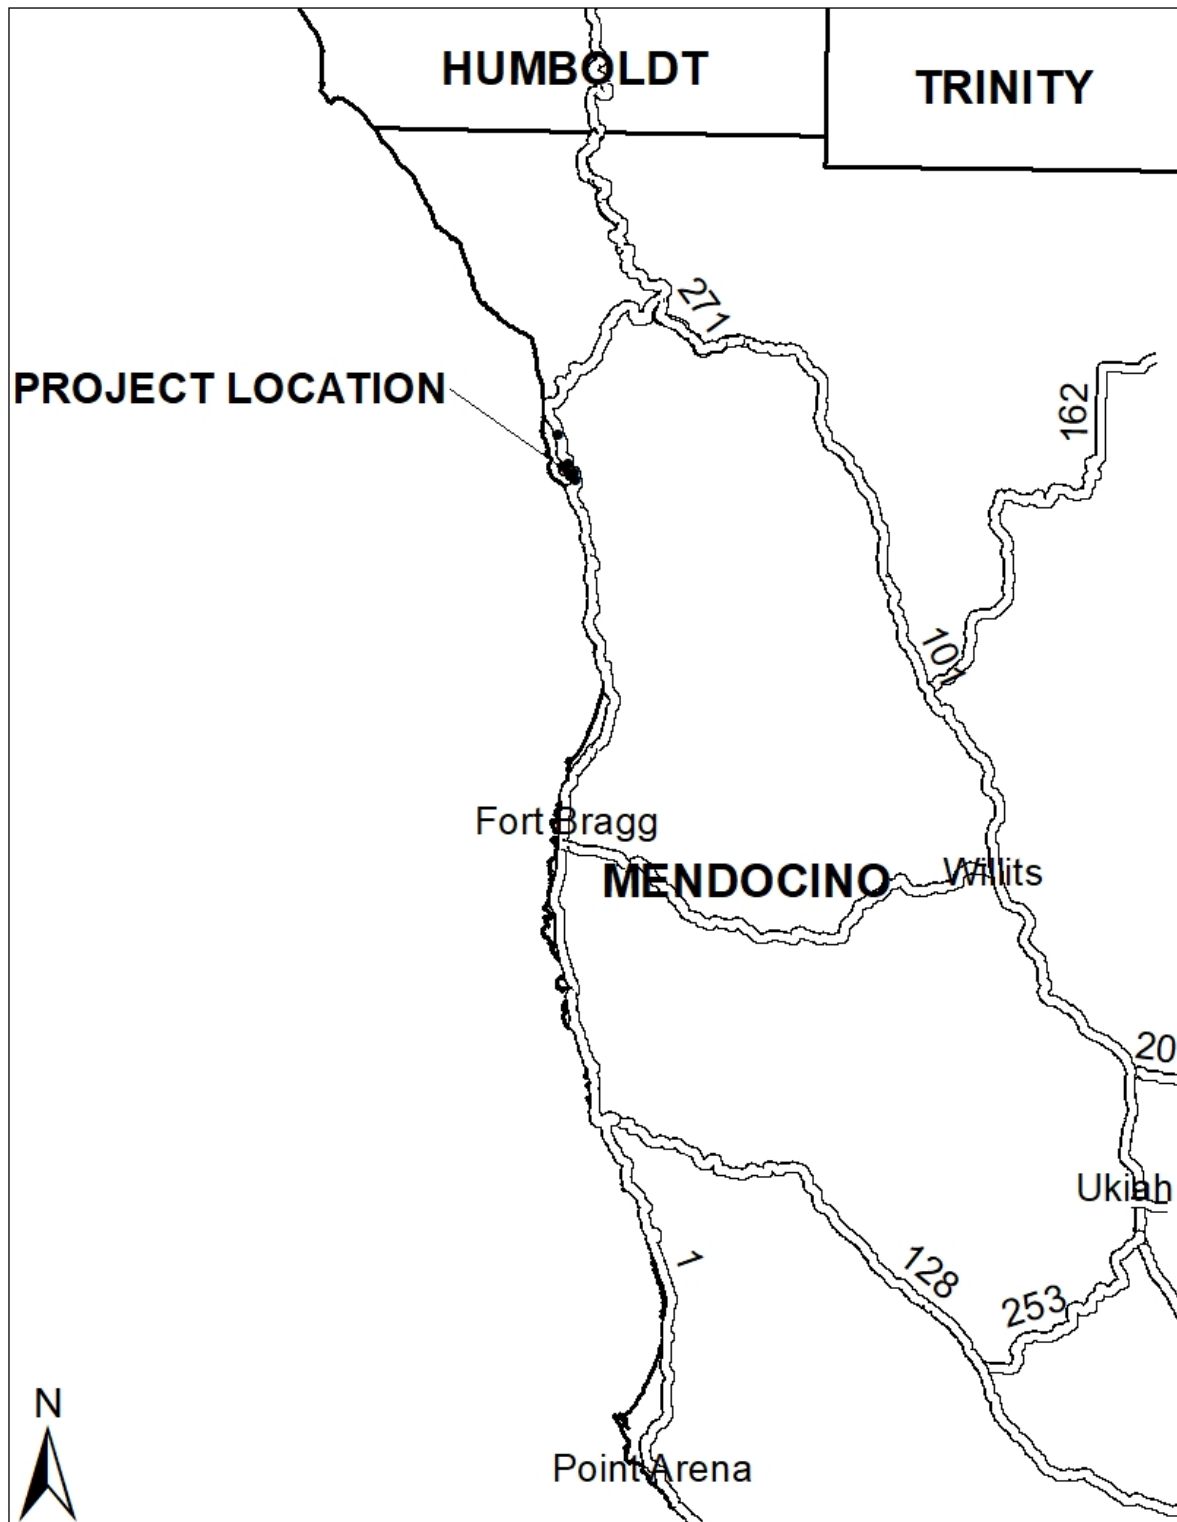 HUMBOLDT
TRINITY
271
PROJECT LOCATION
162
101
Fort Bragg
MENDOCINO
Willits
20
Ukiah
1
128
253
N
Point Arena